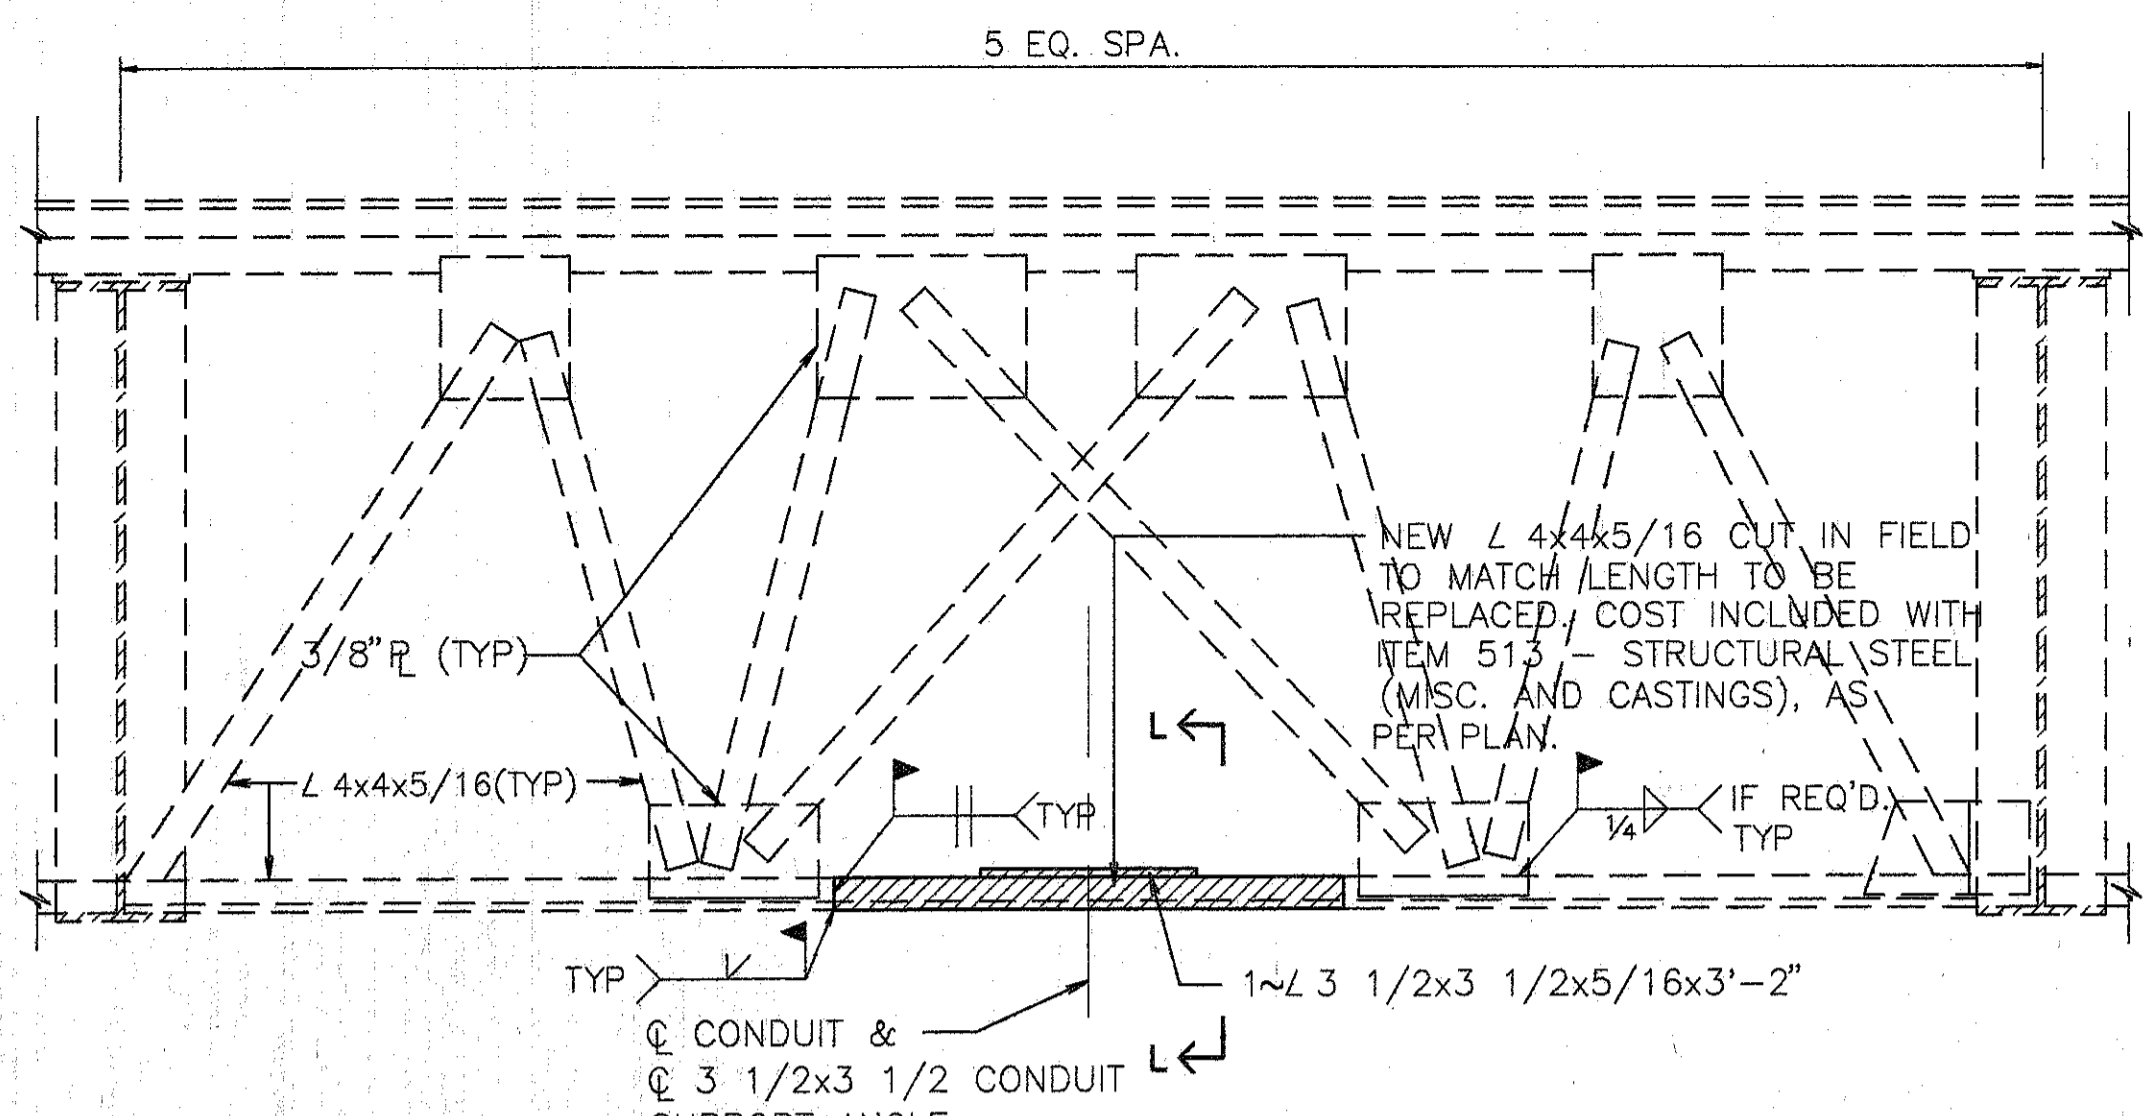 5 EQ. SPA.
NEW ∠ 4x4x5/16 CUT IN FIELD
TO MATCH LENGTH TO BE
REPLACED. COST INCLUDED WITH
ITEM 513 – STRUCTURAL STEEL
(MISC. AND CASTINGS), AS
PER PLAN.
3/8" ℄ (TYP)
∠ 4x4x5/16(TYP)
L
TYP
1/4
IF REQ'D.
TYP
TYP
1~∠ 3 1/2x3 1/2x5/16x3'-2"
℄ CONDUIT &
℄ 3 1/2x3 1/2 CONDUIT
SUPPORT ANGLE
L